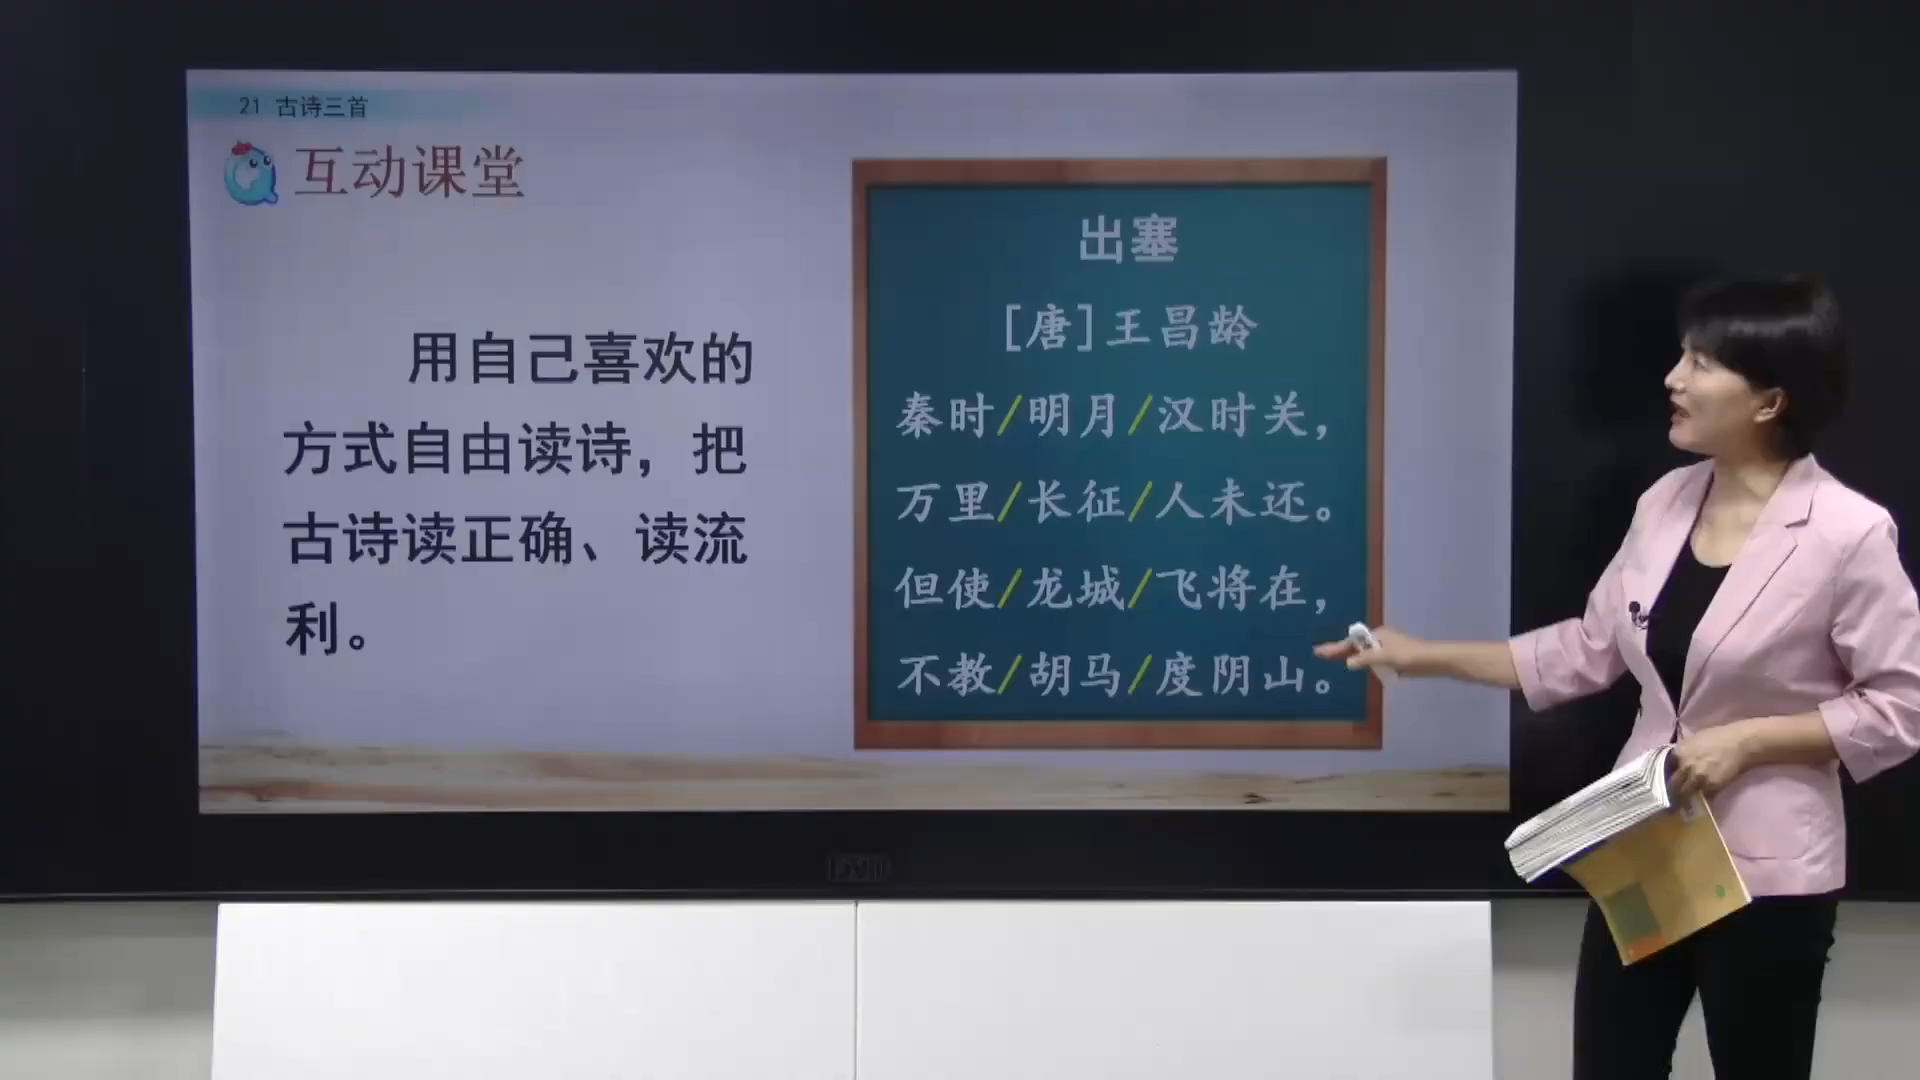 21 古诗三首
互动课堂
用自己喜欢的
方式自由读诗，把
古诗读正确、读流
利。
出塞
[唐]王昌龄
秦时/明月/汉时关，
万里/长征/人未还。
但使/龙城/飞将在，
不教/胡马/度阴山。